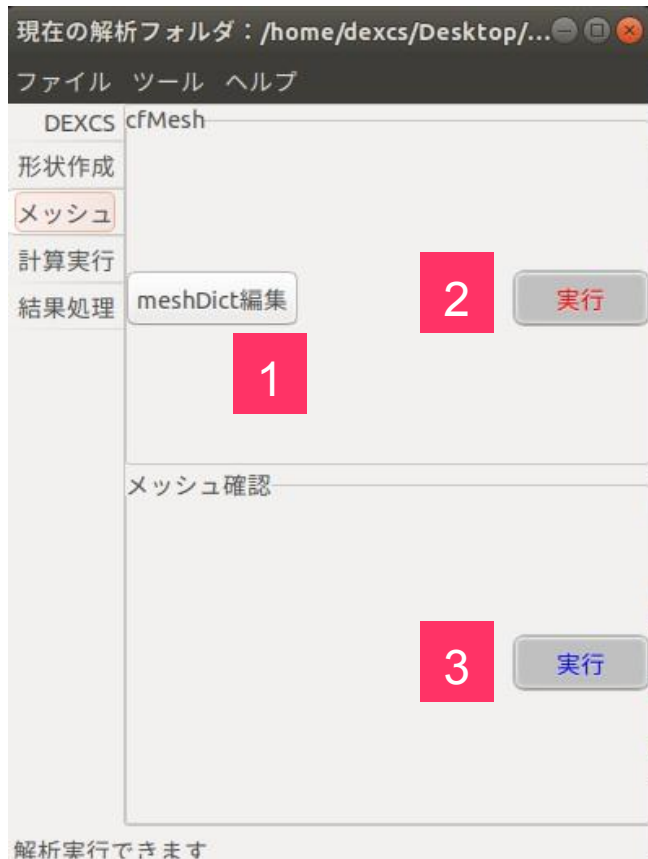 現在の解析フォルダ：/home/dexcs/Desktop/...
ファイル ツール ヘルプ
DEXCS
形状作成
メッシュ
計算実行
結果処理
cfMesh
meshDict編集
1
2
実行
メッシュ確認
3
実行
解析実行できます